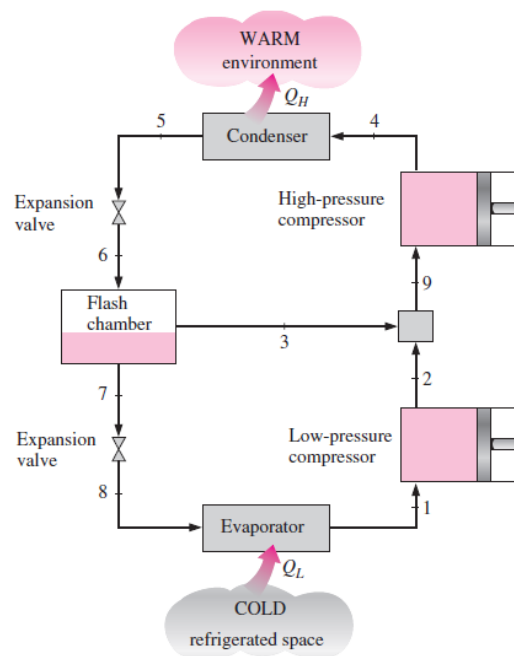 WARM
environment
Q_H
5
Condenser
4
Expansion
valve
High-pressure
compressor
6
9
Flash
chamber
3
7
2
Expansion
valve
Low-pressure
compressor
8
Evaporator
1
Q_L
COLD
refrigerated space